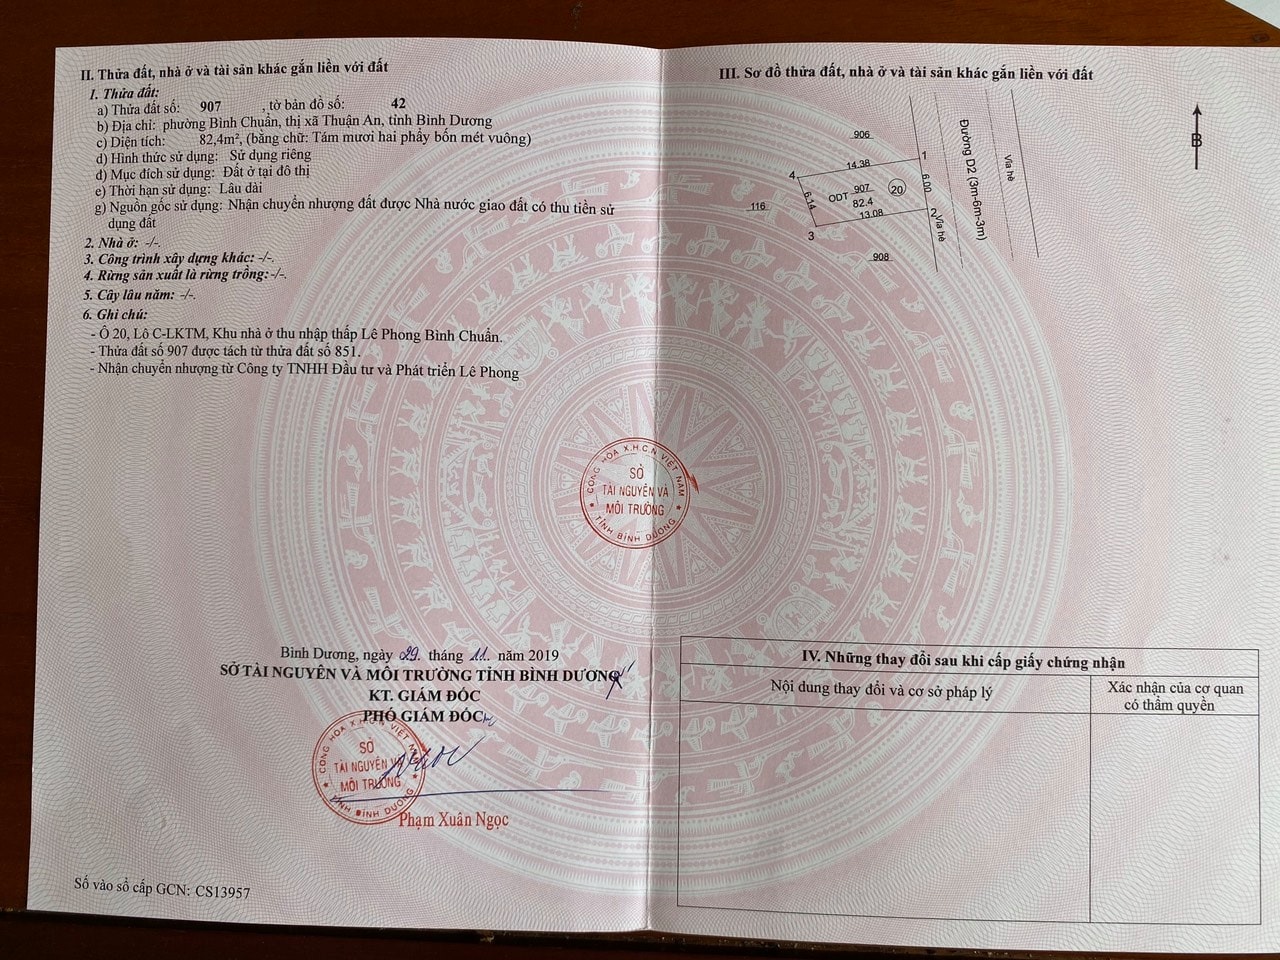 II. Thửa đất, nhà ở và tài sản khác gắn liền với đất
1. Thửa đất:
a) Thửa đất số: 907 , tờ bản đồ số: 42
b) Địa chỉ: phường Bình Chuẩn, thị xã Thuận An, tỉnh Bình Dương
c) Diện tích: 82,4m², (bằng chữ: Tám mươi hai phẩy bốn mét vuông)
d) Hình thức sử dụng: Sử dụng riêng
đ) Mục đích sử dụng: Đất ở tại đô thị
e) Thời hạn sử dụng: Lâu dài
g) Nguồn gốc sử dụng: Nhận chuyển nhượng đất được Nhà nước giao đất có thu tiền sử
dụng đất
2. Nhà ở: -/-.
3. Công trình xây dựng khác: -/-.
4. Rừng sản xuất là rừng trồng: -/-.
5. Cây lâu năm: -/-.
6. Ghi chú:
- Ô 20, Lô C-LKTM, Khu nhà ở thu nhập thấp Lê Phong Bình Chuẩn.
- Thửa đất số 907 được tách từ thửa đất số 851.
- Nhận chuyển nhượng từ Công ty TNHH Đầu tư và Phát triển Lê Phong
CỘNG HÒA X.H.C.N VIỆT NAM
SỞ
TÀI NGUYÊN VÀ
MÔI TRƯỜNG
TỈNH BÌNH DƯƠNG
Bình Dương, ngày 29. tháng 11. năm 2019
SỞ TÀI NGUYÊN VÀ MÔI TRƯỜNG TỈNH BÌNH DƯƠNG
KT. GIÁM ĐỐC
PHÓ GIÁM ĐỐC
CỘNG HÒA X.H.C.N VIỆT NAM
SỞ
TÀI NGUYÊN VÀ
MÔI TRƯỜNG
TỈNH BÌNH DƯƠNG
Phạm Xuân Ngọc
Số vào sổ cấp GCN: CS13957
III. Sơ đồ thửa đất, nhà ở và tài sản khác gắn liền với đất
906
14.38
1
4
6.14
ODT 907
82.4
20
6.00
13.08
2
3
116
908
Vỉa hè
Đường D2 (3m-6m-3m)
Vỉa hè
B
IV. Những thay đổi sau khi cấp giấy chứng nhận
Nội dung thay đổi và cơ sở pháp lý
Xác nhận của cơ quan
có thẩm quyền